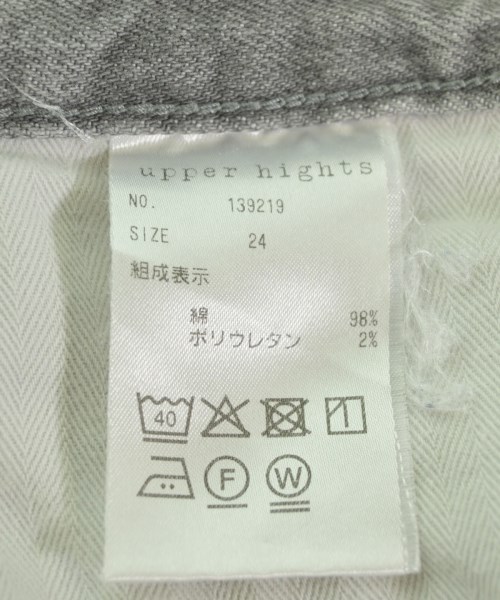 upper hights
NO. 139219
SIZE 24
組成表示
綿 98%
ポリウレタン 2%
40
F W